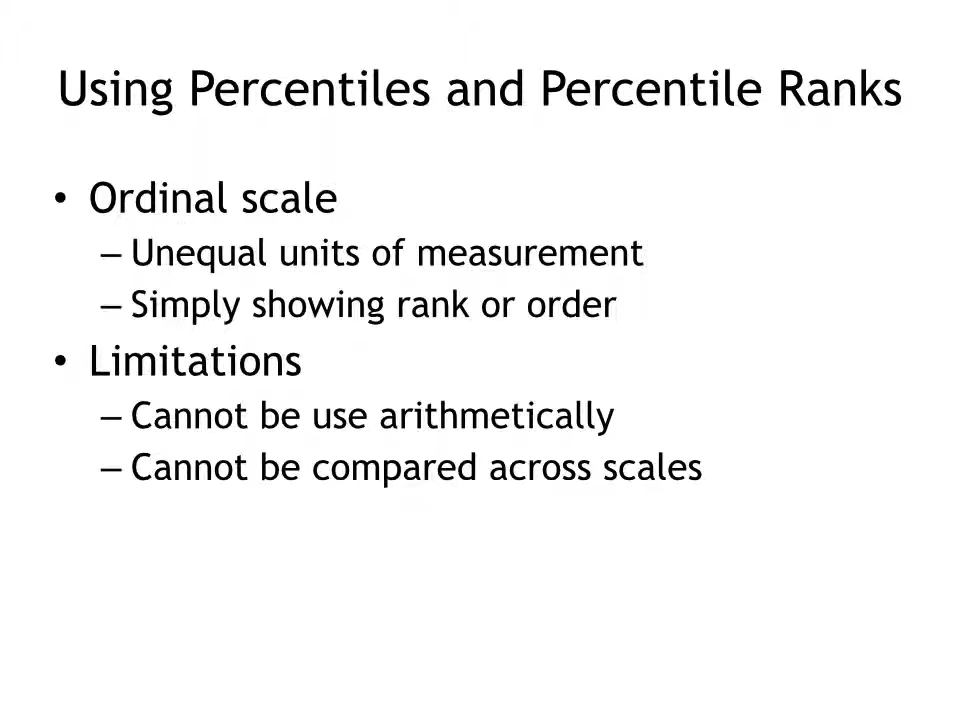 Using Percentiles and Percentile Ranks
• Ordinal scale
– Unequal units of measurement
– Simply showing rank or order
• Limitations
– Cannot be use arithmetically
– Cannot be compared across scales